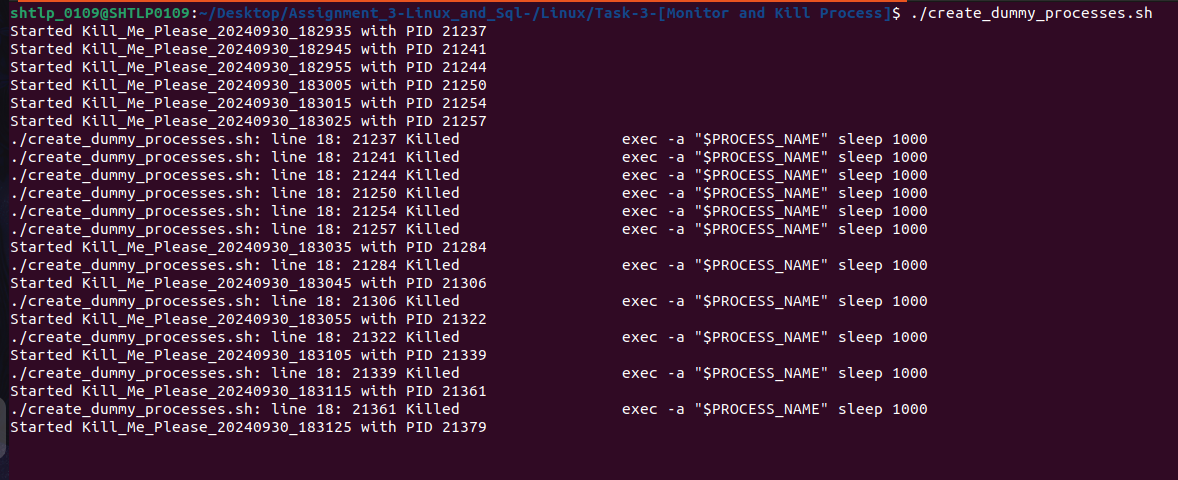 shtlp_0109@SHTLP0109:~/Desktop/Assignment_3-Linux_and_Sql-/Linux/Task-3-[Monitor and Kill Process]$ ./create_dummy_processes.sh
Started Kill_Me_Please_20240930_182935 with PID 21237
Started Kill_Me_Please_20240930_182945 with PID 21241
Started Kill_Me_Please_20240930_182955 with PID 21244
Started Kill_Me_Please_20240930_183005 with PID 21250
Started Kill_Me_Please_20240930_183015 with PID 21254
Started Kill_Me_Please_20240930_183025 with PID 21257
./create_dummy_processes.sh: line 18: 21237 Killed                  exec -a "$PROCESS_NAME" sleep 1000
./create_dummy_processes.sh: line 18: 21241 Killed                  exec -a "$PROCESS_NAME" sleep 1000
./create_dummy_processes.sh: line 18: 21244 Killed                  exec -a "$PROCESS_NAME" sleep 1000
./create_dummy_processes.sh: line 18: 21250 Killed                  exec -a "$PROCESS_NAME" sleep 1000
./create_dummy_processes.sh: line 18: 21254 Killed                  exec -a "$PROCESS_NAME" sleep 1000
./create_dummy_processes.sh: line 18: 21257 Killed                  exec -a "$PROCESS_NAME" sleep 1000
Started Kill_Me_Please_20240930_183035 with PID 21284
./create_dummy_processes.sh: line 18: 21284 Killed                  exec -a "$PROCESS_NAME" sleep 1000
Started Kill_Me_Please_20240930_183045 with PID 21306
./create_dummy_processes.sh: line 18: 21306 Killed                  exec -a "$PROCESS_NAME" sleep 1000
Started Kill_Me_Please_20240930_183055 with PID 21322
./create_dummy_processes.sh: line 18: 21322 Killed                  exec -a "$PROCESS_NAME" sleep 1000
Started Kill_Me_Please_20240930_183105 with PID 21339
./create_dummy_processes.sh: line 18: 21339 Killed                  exec -a "$PROCESS_NAME" sleep 1000
Started Kill_Me_Please_20240930_183115 with PID 21361
./create_dummy_processes.sh: line 18: 21361 Killed                  exec -a "$PROCESS_NAME" sleep 1000
Started Kill_Me_Please_20240930_183125 with PID 21379